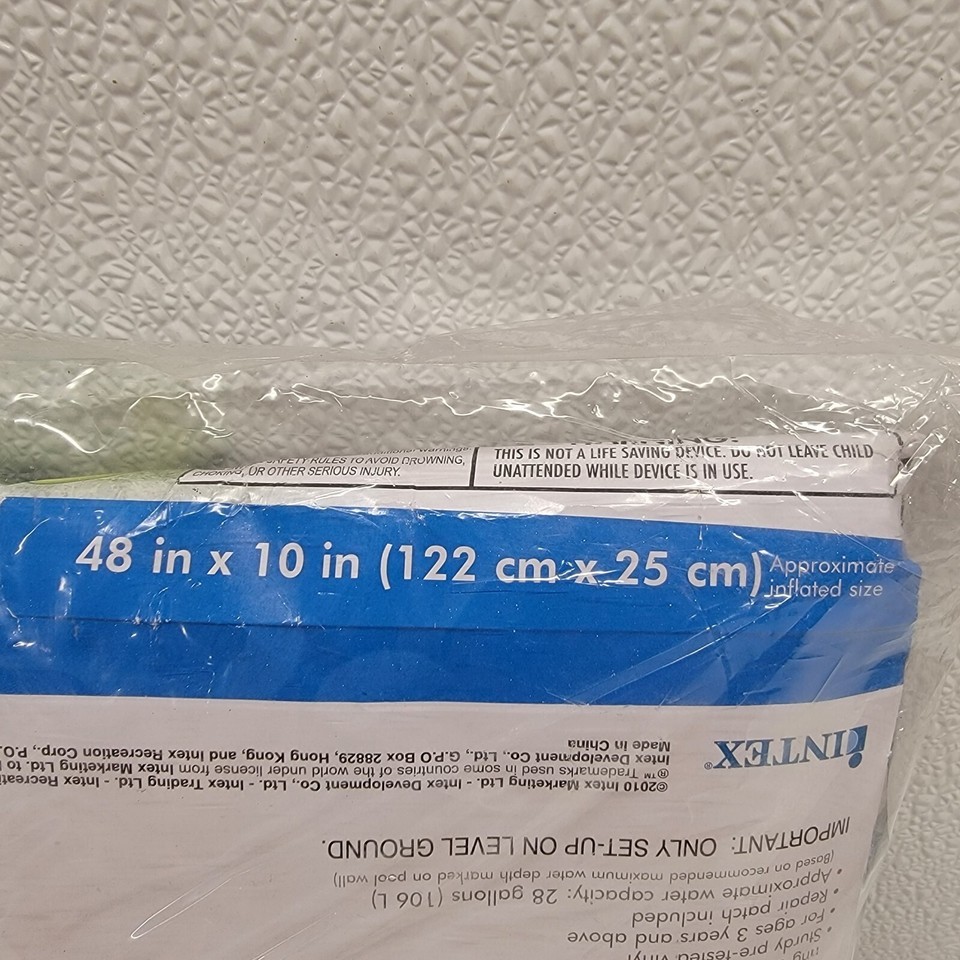 WARNING:
SAFETY RULES TO AVOID DROWNING,
CHOKING, OR OTHER SERIOUS INJURY.
THIS IS NOT A LIFE SAVING DEVICE. DO NOT LEAVE CHILD
UNATTENDED WHILE DEVICE IS IN USE.
48 in x 10 in (122 cm x 25 cm) Approximate
inflated size
Sturdy pre-tested vinyl
• For ages 3 years and above
• Repair patch included
• Approximate water capacity: 28 gallons (106 L)
(Based on recommended maximum water depth marked on pool wall)
IMPORTANT: ONLY SET-UP ON LEVEL GROUND.
©2010 Intex Marketing Ltd. - Intex Development Co., Ltd. - Intex Trading Ltd. - Intex Recreation
®™ Trademarks used in some countries of the world under license from Intex Marketing Ltd. to
Intex Development Co., Ltd., G.P.O Box 28829, Hong Kong, and Intex Recreation Corp., P.O.
Made in China
INTEX®